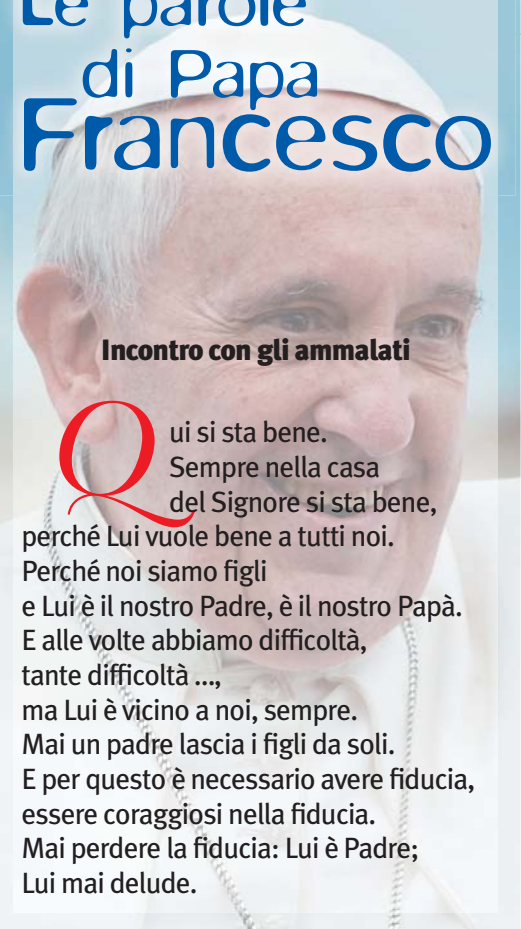 Le parole
di Papa
Francesco
Incontro con gli ammalati
Qui si sta bene.
Sempre nella casa
del Signore si sta bene,
perché Lui vuole bene a tutti noi.
Perché noi siamo figli
e Lui è il nostro Padre, è il nostro Papà.
E alle volte abbiamo difficoltà,
tante difficoltà ...,
ma Lui è vicino a noi, sempre.
Mai un padre lascia i figli da soli.
E per questo è necessario avere fiducia,
essere coraggiosi nella fiducia.
Mai perdere la fiducia: Lui è Padre;
Lui mai delude.